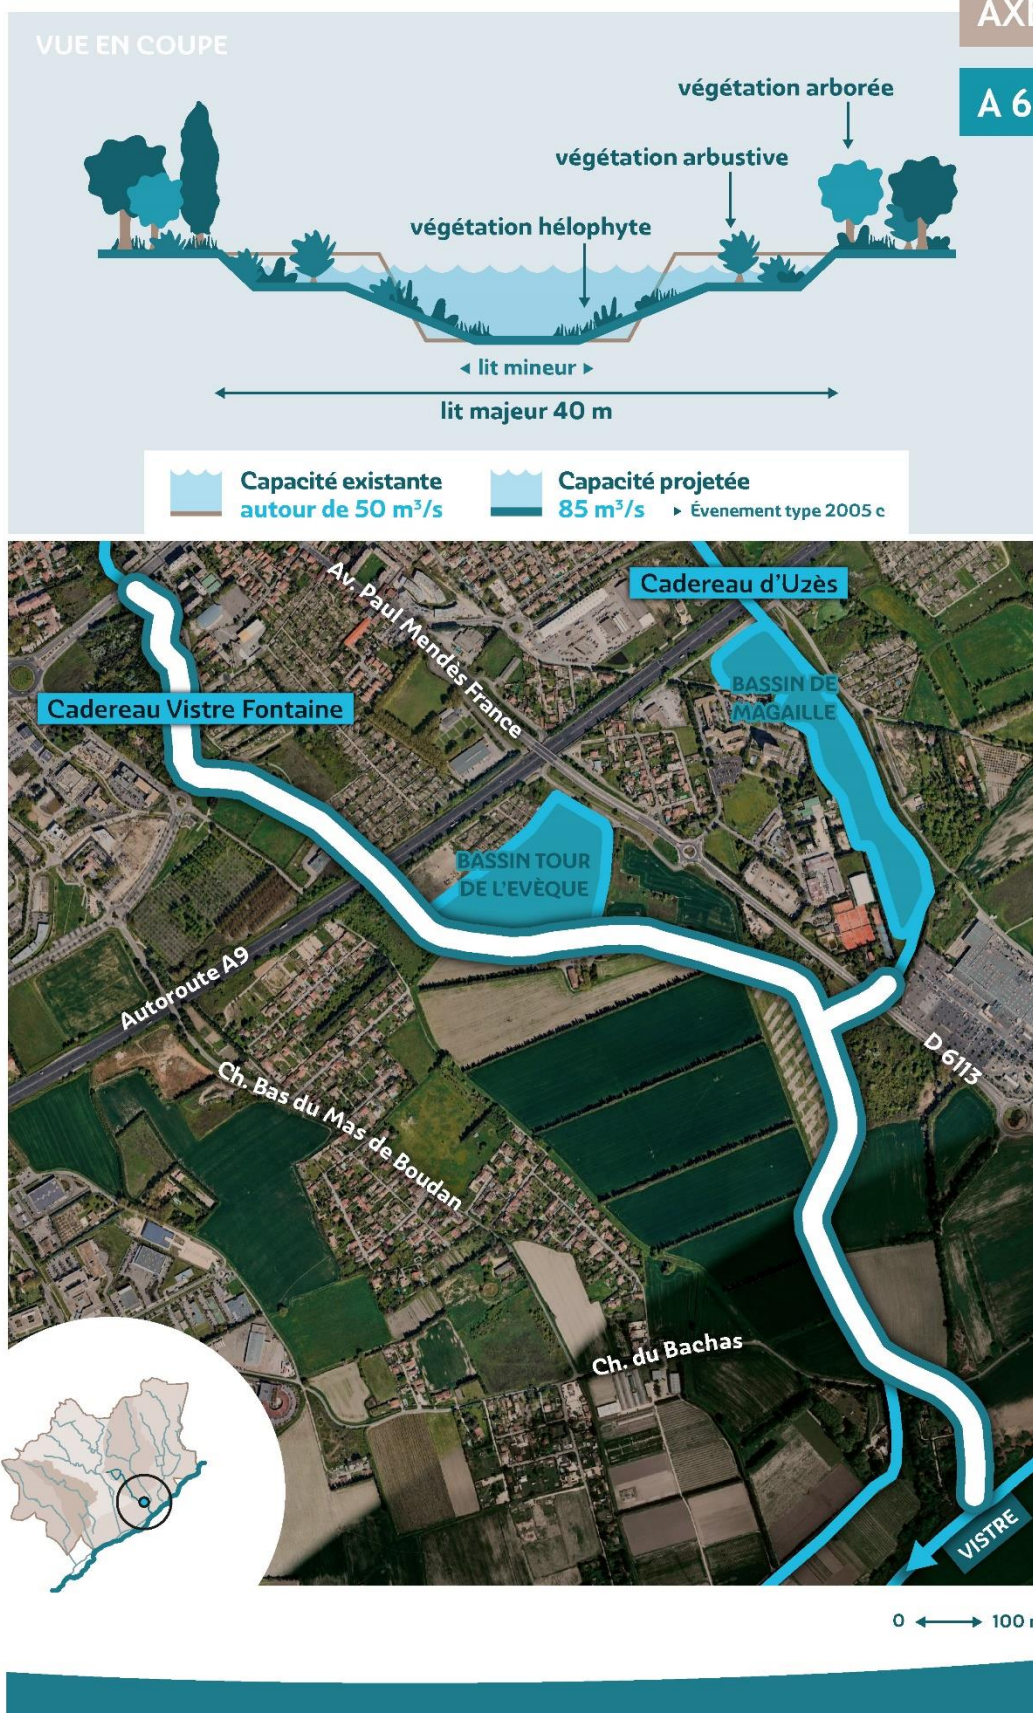 AXE
A 6
VUE EN COUPE
végétation arborée
végétation arbustive
végétation hélophyte
lit mineur
lit majeur 40 m
Capacité existante
autour de 50 m³/s
Capacité projetée
85 m³/s ▸ Évenement type 2005 c
Av. Paul Mendès France
Cadereau d'Uzès
BASSIN DE
MAGAILLE
Cadereau Vistre Fontaine
BASSIN TOUR
DE L'EVÈQUE
Autoroute A9
D 6113
Ch. Bas du Mas de Boudan
Ch. du Bachas
VISTRE
0 100 m